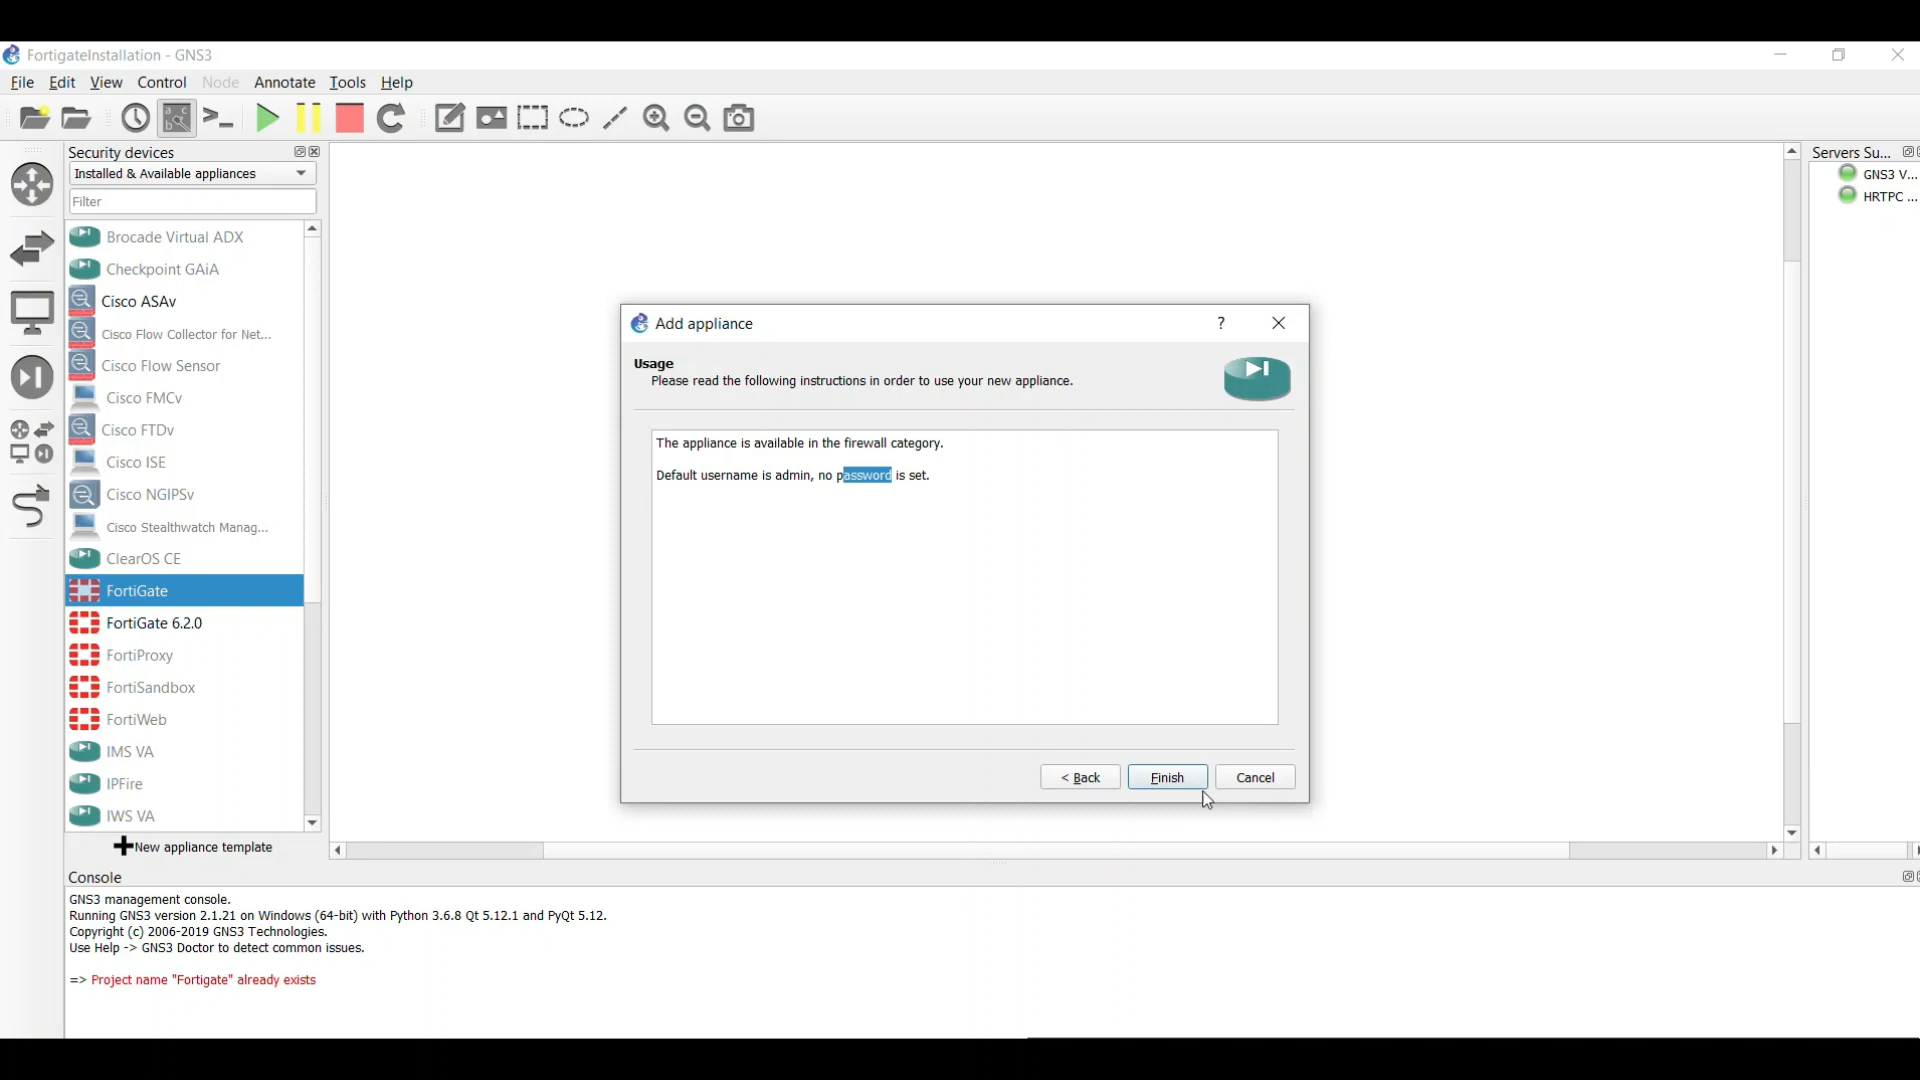 FortigateInstallation - GNS3
File Edit View Control Node Annotate Tools Help
Security devices
Installed & Available appliances
Filter
Brocade Virtual ADX
Checkpoint GAiA
Cisco ASAv
Cisco Flow Collector for Net...
Cisco Flow Sensor
Cisco FMCv
Cisco FTDv
Cisco ISE
Cisco NGIPSv
Cisco Stealthwatch Manag...
ClearOS CE
FortiGate
FortiGate 6.2.0
FortiProxy
FortiSandbox
FortiWeb
IMS VA
IPFire
IWS VA
New appliance template
Add appliance
?
Usage
Please read the following instructions in order to use your new appliance.
The appliance is available in the firewall category.
Default username is admin, no password is set.
< Back Finish Cancel
Servers Su...
GNS3 V...
HRTPC ...
Console
GNS3 management console.
Running GNS3 version 2.1.21 on Windows (64-bit) with Python 3.6.8 Qt 5.12.1 and PyQt 5.12.
Copyright (c) 2006-2019 GNS3 Technologies.
Use Help -> GNS3 Doctor to detect common issues.
=> Project name "Fortigate" already exists